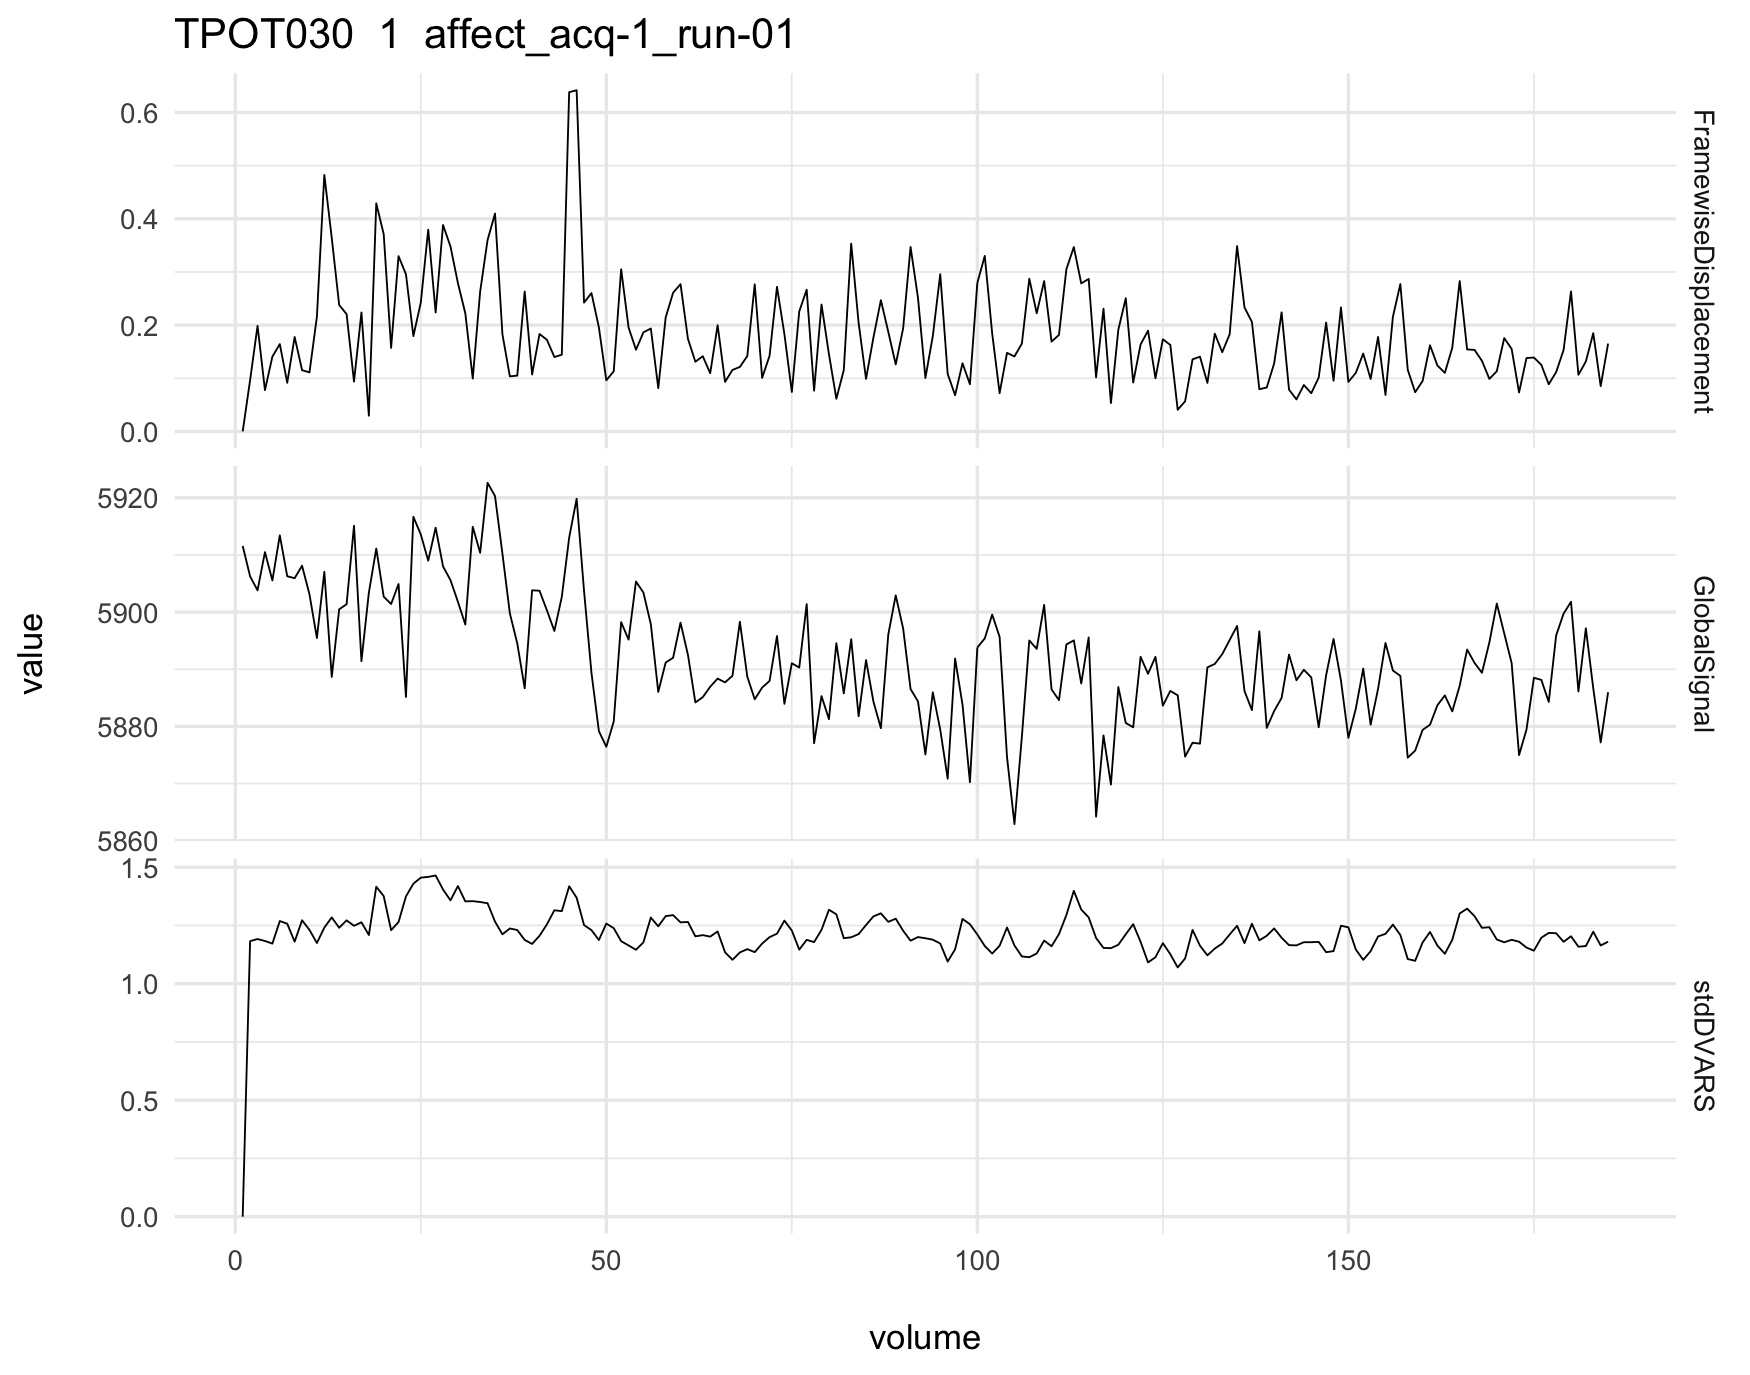 TPOT030 1 affect_acq-1_run-01
0.6
0.4
0.2
0.0
FramewiseDisplacement
5920
5900
5880
5860
GlobalSignal
1.5
1.0
0.5
0.0
stdDVARS
value
0 50 100 150
volume